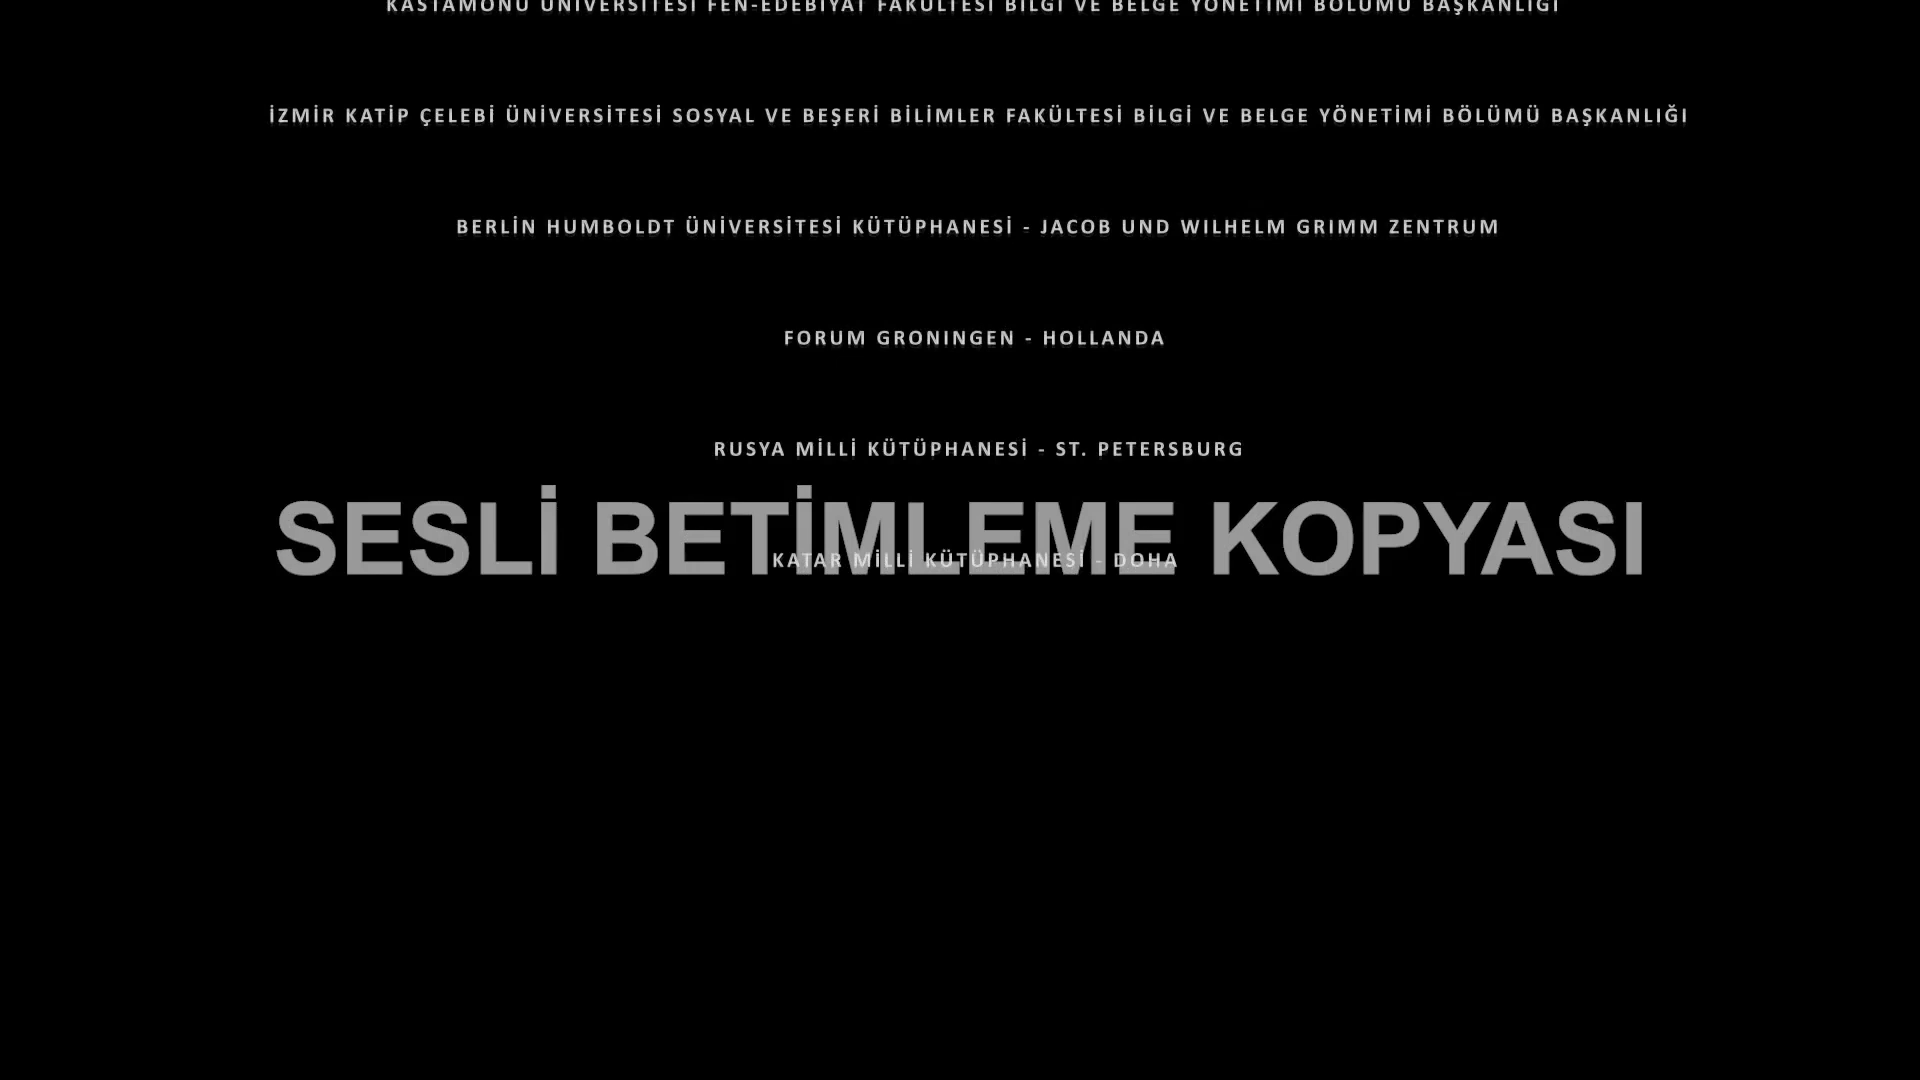 KASTAMONU ÜNİVERSİTESİ FEN-EDEBİYAT FAKÜLTESİ BİLGİ VE BELGE YÖNETİMİ BÖLÜMÜ BAŞKANLIĞI
İZMİR KATİP ÇELEBİ ÜNİVERSİTESİ SOSYAL VE BEŞERİ BİLİMLER FAKÜLTESİ BİLGİ VE BELGE YÖNETİMİ BÖLÜMÜ BAŞKANLIĞI
BERLİN HUMBOLDT ÜNİVERSİTESİ KÜTÜPHANESİ - JACOB UND WILHELM GRIMM ZENTRUM
FORUM GRONINGEN - HOLLANDA
RUSYA MİLLİ KÜTÜPHANESİ - ST. PETERSBURG
SESLİ BETİMLEME KOPYASI
KATAR MİLLİ KÜTÜPHANESİ - DOHA